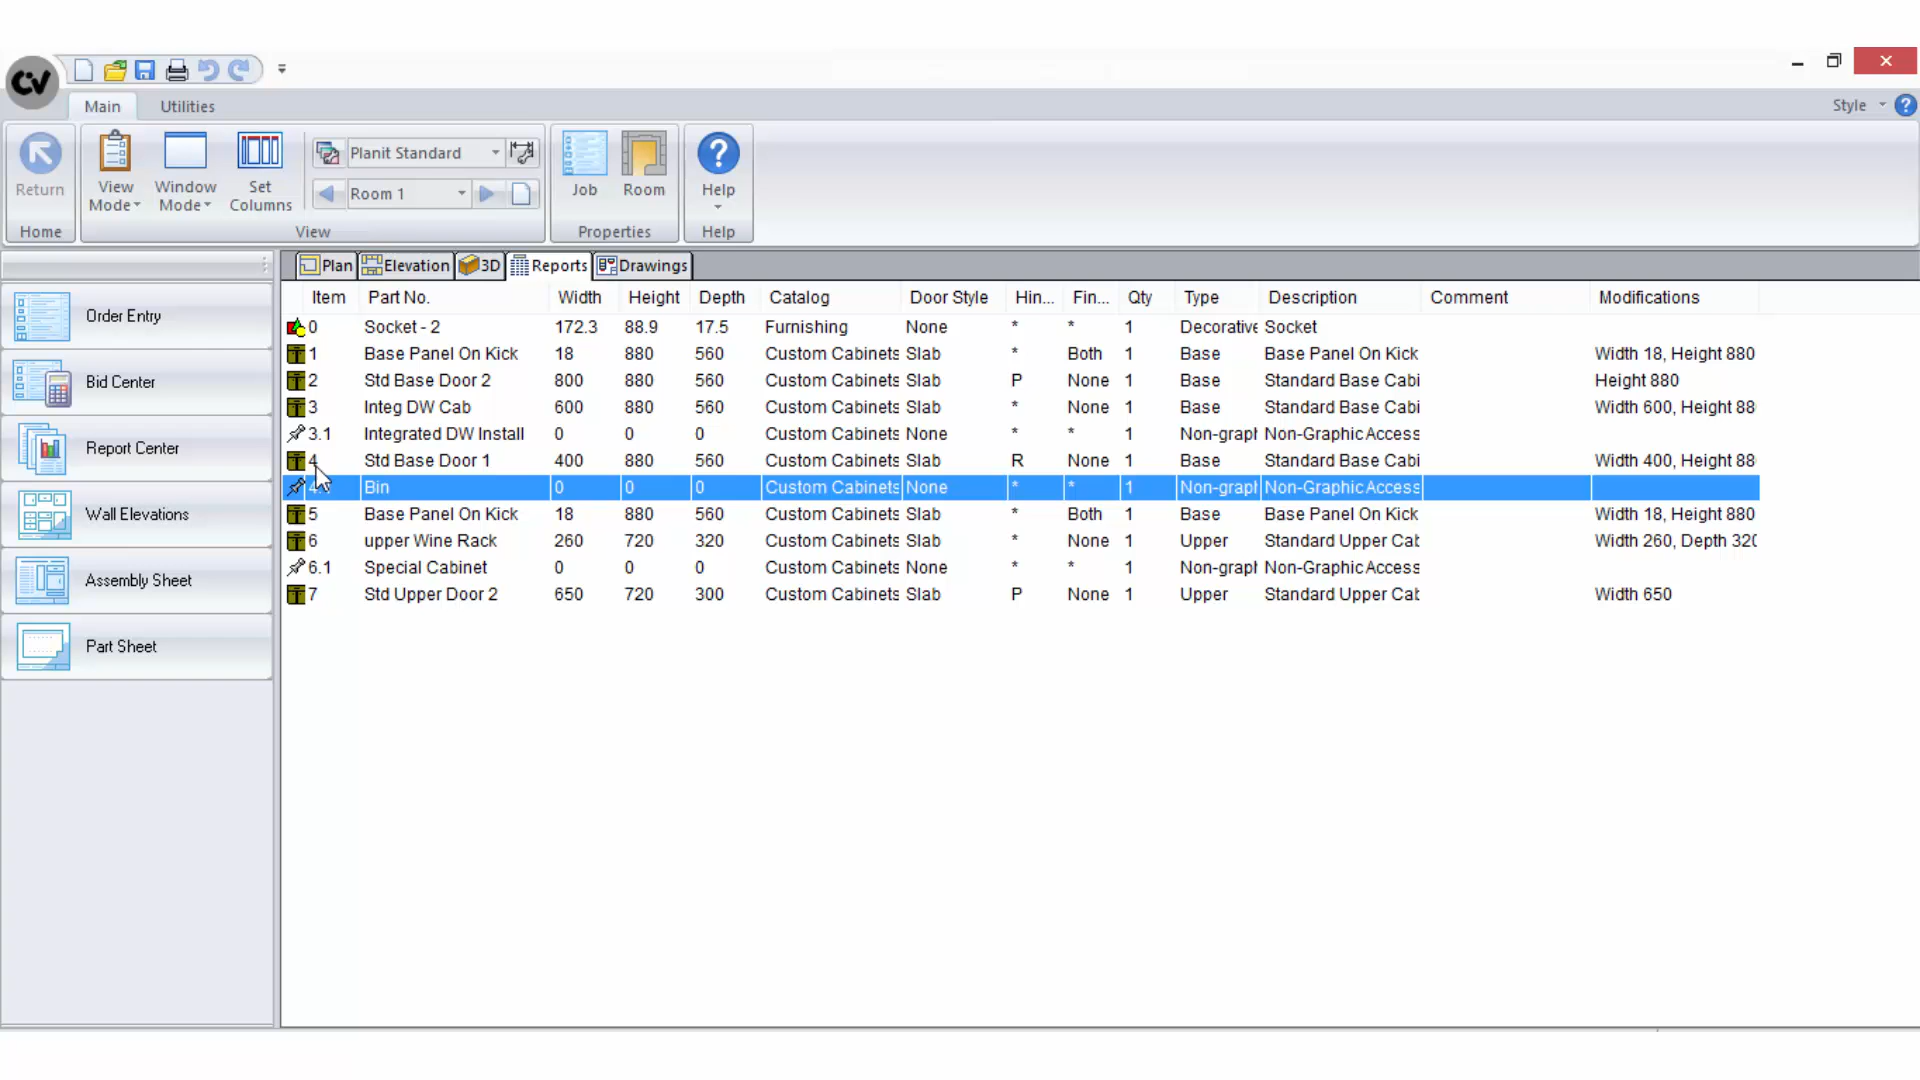 CV
Main Utilities Style
Planit Standard
Return View Mode Window Mode Set Columns Room 1 Job Room Help
Home View Properties Help
Plan Elevation 3D Reports Drawings
Order Entry
Bid Center
Report Center
Wall Elevations
Assembly Sheet
Part Sheet
Item Part No. Width Height Depth Catalog Door Style Hin... Fin... Qty Type Description Comment Modifications
0 Socket - 2 172.3 88.9 17.5 Furnishing None * * 1 Decorative Socket
1 Base Panel On Kick 18 880 560 Custom Cabinets Slab * Both 1 Base Base Panel On Kick Width 18, Height 880
2 Std Base Door 2 800 880 560 Custom Cabinets Slab P None 1 Base Standard Base Cabi Height 880
3 Integ DW Cab 600 880 560 Custom Cabinets Slab * None 1 Base Standard Base Cabi Width 600, Height 88
3.1 Integrated DW Install 0 0 0 Custom Cabinets None * * 1 Non-graph Non-Graphic Access
4 Std Base Door 1 400 880 560 Custom Cabinets Slab R None 1 Base Standard Base Cabi Width 400, Height 88
Bin 0 0 0 Custom Cabinets None * * 1 Non-graph Non-Graphic Access
5 Base Panel On Kick 18 880 560 Custom Cabinets Slab * Both 1 Base Base Panel On Kick Width 18, Height 880
6 upper Wine Rack 260 720 320 Custom Cabinets Slab * None 1 Upper Standard Upper Cab Width 260, Depth 320
6.1 Special Cabinet 0 0 0 Custom Cabinets None * * 1 Non-graph Non-Graphic Access
7 Std Upper Door 2 650 720 300 Custom Cabinets Slab P None 1 Upper Standard Upper Cab Width 650